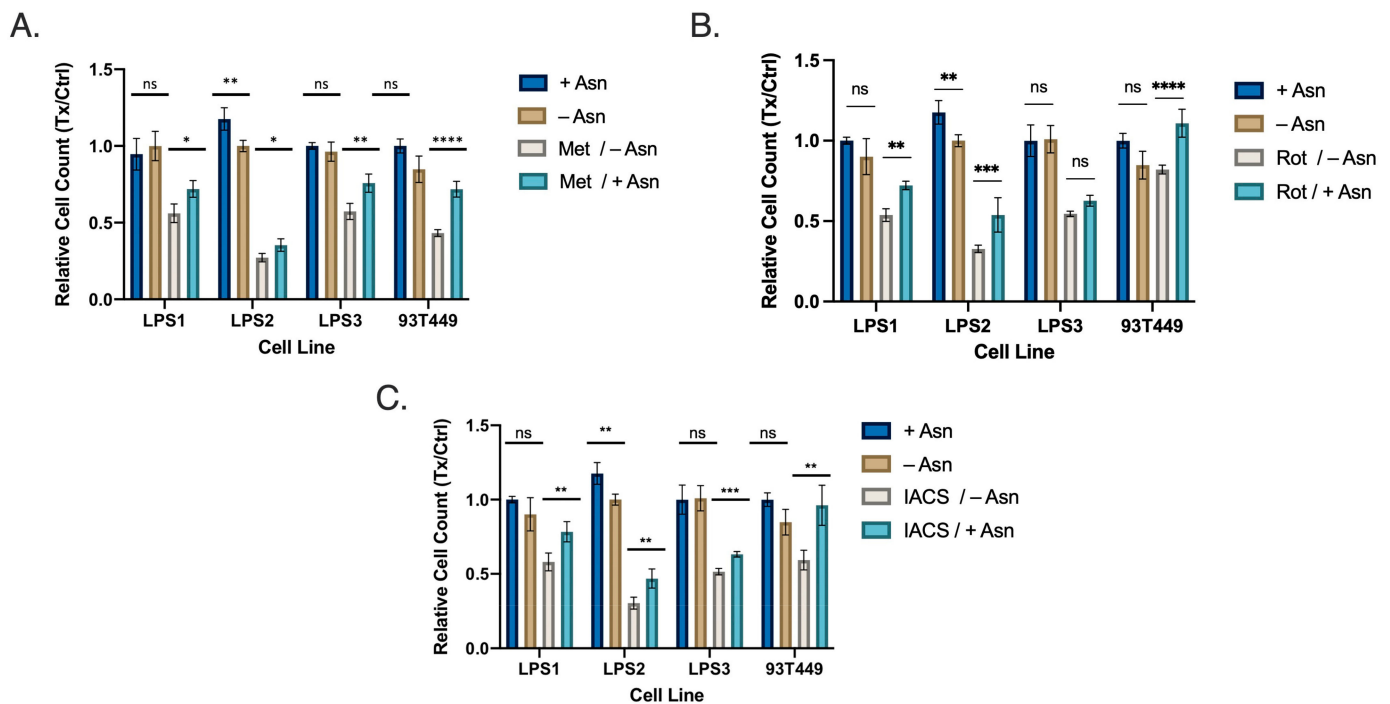 A.
Relative Cell Count (Tx/Ctrl)
1.5
1.0
0.5
0.0
ns
*
**
*
ns
**
ns
****
LPS1
LPS2
LPS3
93T449
Cell Line
+ Asn
– Asn
Met / – Asn
Met / + Asn
B.
Relative Cell Count (Tx/Ctrl)
1.5
1.0
0.5
0.0
ns
**
**
***
ns
ns
ns
****
LPS1
LPS2
LPS3
93T449
Cell Line
+ Asn
– Asn
Rot / – Asn
Rot / + Asn
C.
Relative Cell Count (Tx/Ctrl)
1.5
1.0
0.5
0.0
ns
**
**
**
ns
***
ns
**
LPS1
LPS2
LPS3
93T449
Cell Line
+ Asn
– Asn
IACS / – Asn
IACS / + Asn